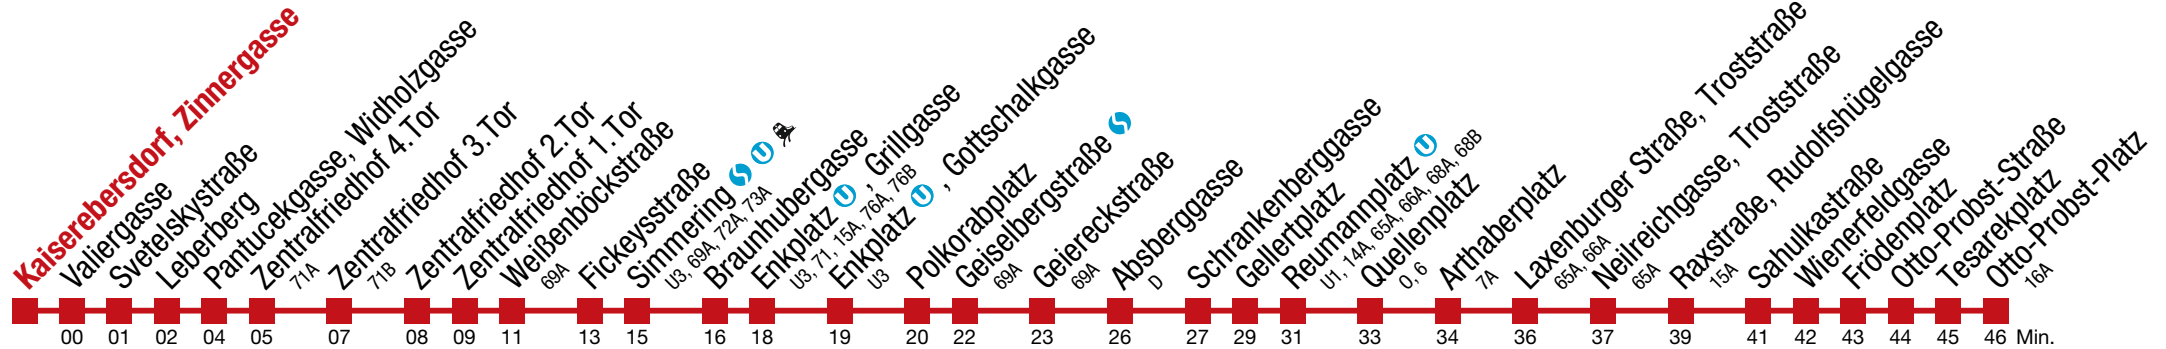 Kaiserebersdorf, Zinnergasse
Valiergasse
Svetelskystraße
Leberberg
Pantucekgasse, Widholzgasse
Zentralfriedhof 4. Tor
71A
Zentralfriedhof 3. Tor
71B
Zentralfriedhof 2. Tor
Zentralfriedhof 1. Tor
Weißenböckstraße
69A
Fickeysstraße
Simmering S U
U3, 69A, 72A, 73A
Braunhubergasse
Enkplatz U, Grillgasse
U3, 71, 15A, 76A, 76B
Enkplatz U, Gottschalkgasse
U3
Polkorabplatz
Geiselbergstraße S
69A
Geiereckstraße
69A
Absberggasse
D
Schrankenberggasse
Gellertplatz
Reumannplatz U
U1, 14A, 65A, 66A, 68A, 68B
Quellenplatz
O, 6
Arthaberplatz
7A
Laxenburger Straße, Troststraße
65A, 66A
Neilreichgasse, Troststraße
65A
Raxstraße, Rudolfshügelgasse
15A
Sahulkastraße
Wienerfeldgasse
Frödenplatz
Otto-Probst-Straße
Tesarekplatz
Otto-Probst-Platz
16A
00 01 02 04 05 07 08 09 11 13 15 16 18 19 20 22 23 26 27 29 31 33 34 36 37 39 41 42 43 44 45 46 Min.